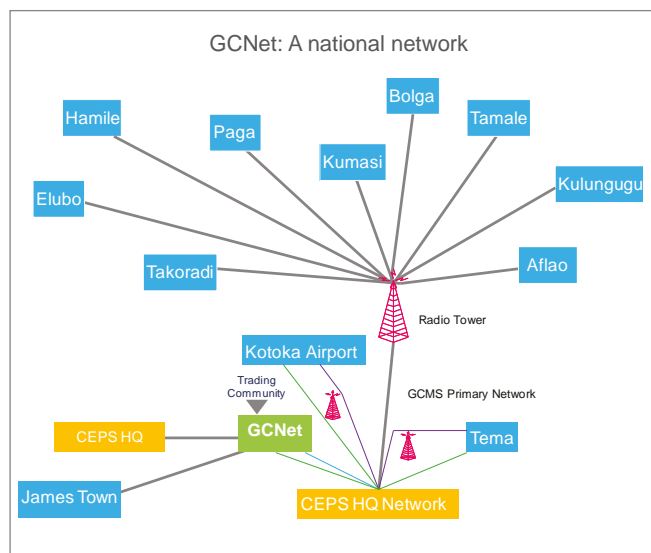 GCNet: A national network
Bolga
Hamile
Tamale
Paga
Kumasi
Kulungugu
Elubo
Takoradi
Aflao
Radio Tower
Kotoka Airport
Trading
Community
GCMS Primary Network
CEPS HQ
GCNet
Tema
James Town
CEPS HQ Network